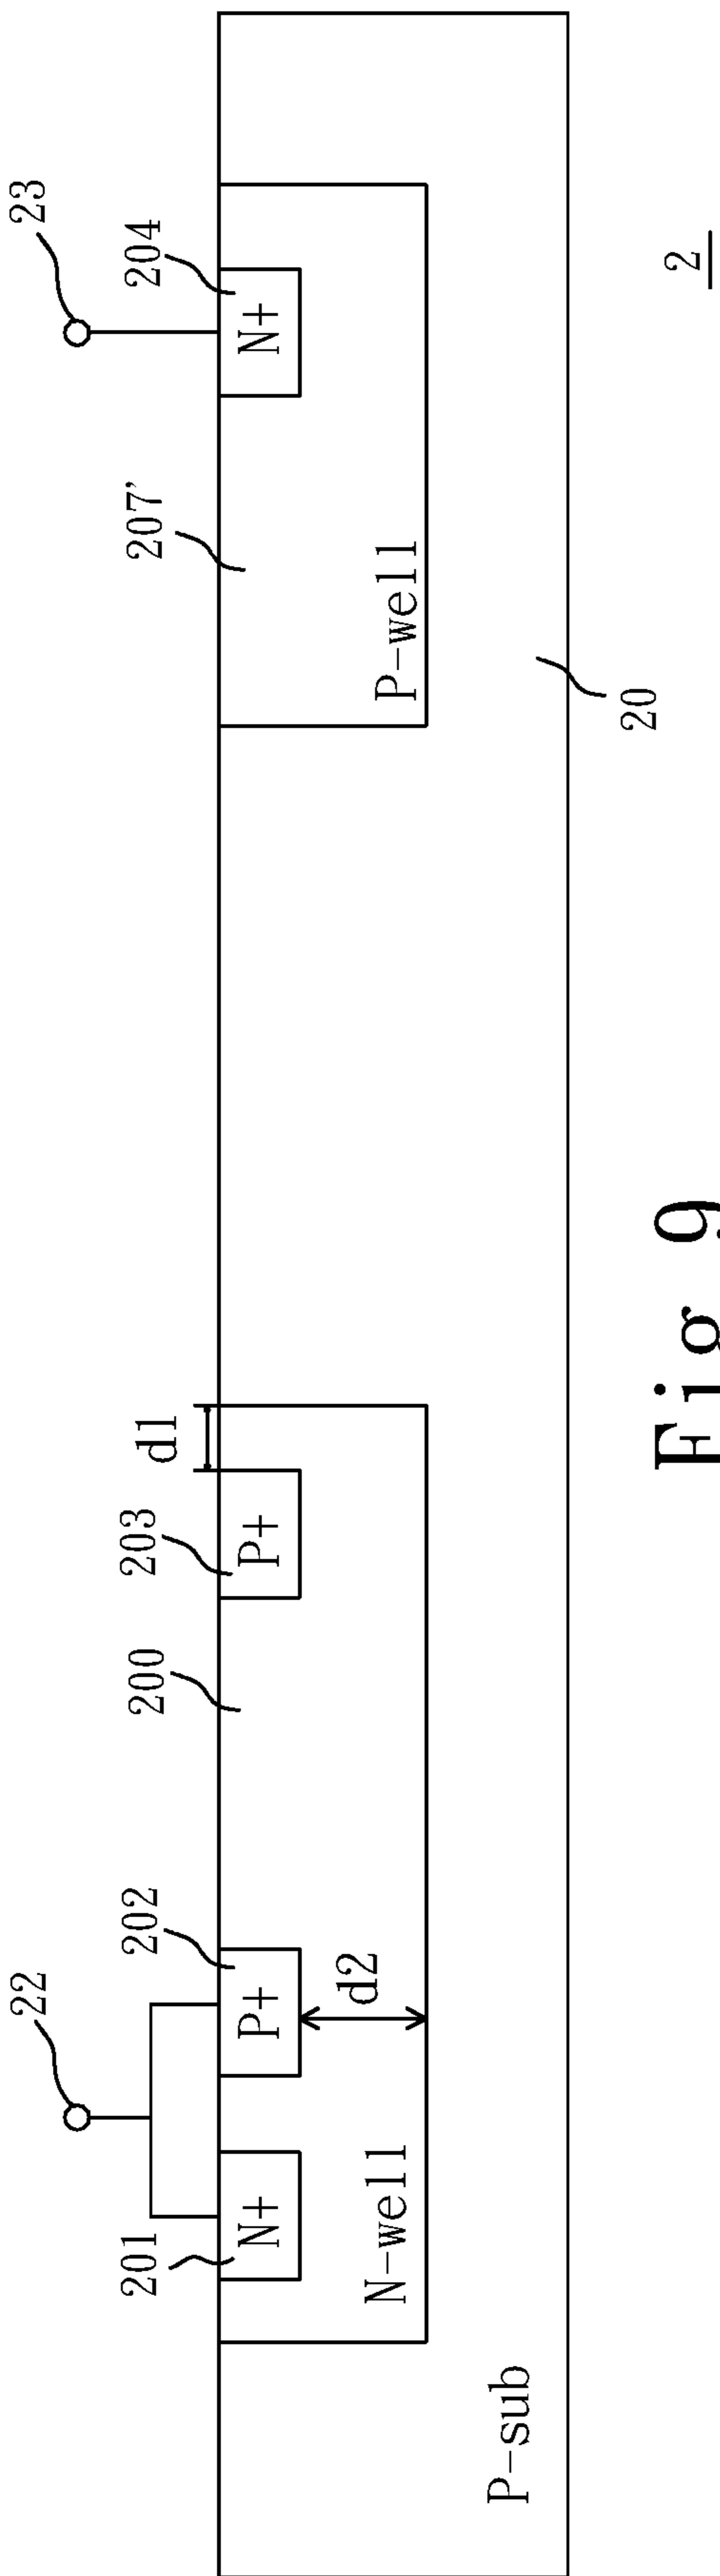 22
23
201
202
200
203
d1
207'
204
N+
P+
P+
N+
d2
N-well
P-well
P-sub
20
2
Fig. 9